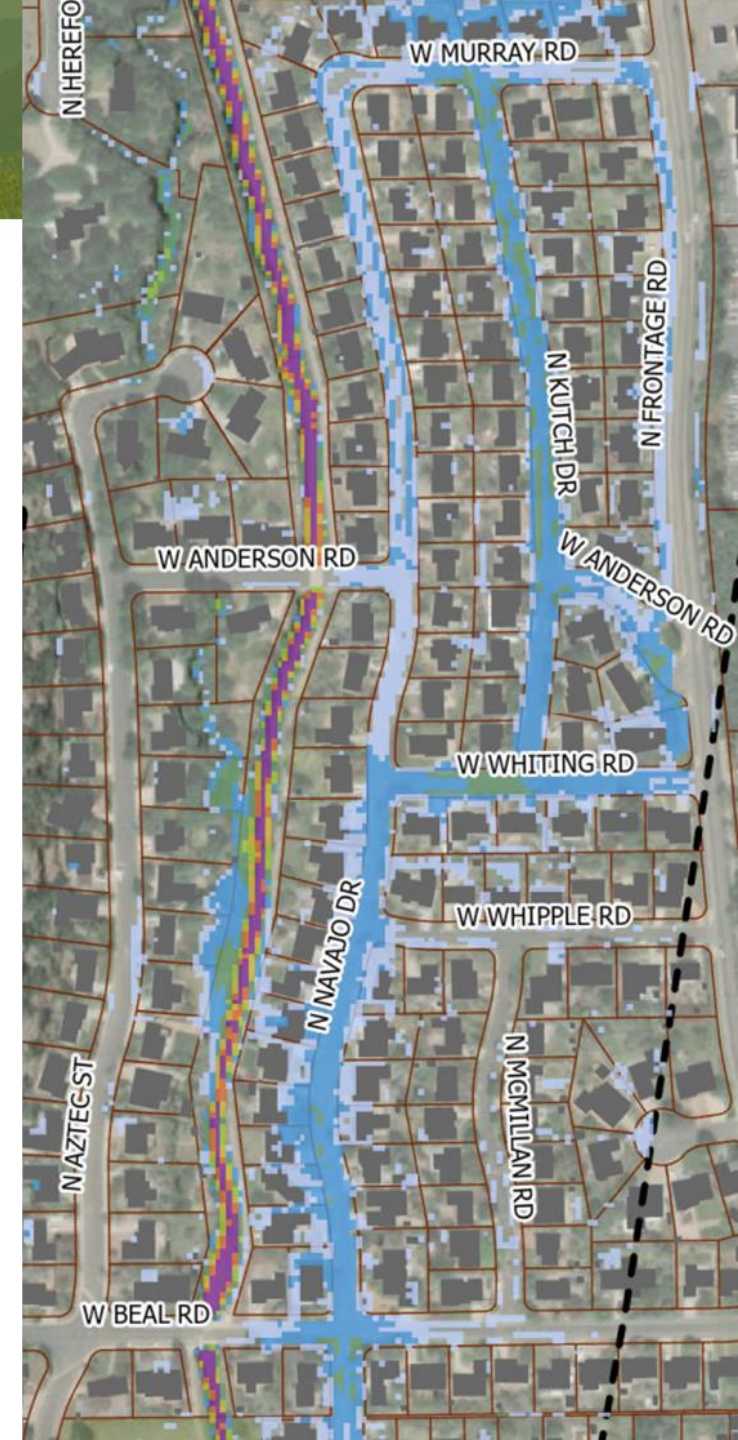 N HEREFO
W MURRAY RD
N FRONTAGE RD
N KUTCH DR
W ANDERSON RD
W ANDERSON RD
W WHITING RD
N NAVAJO DR
W WHIPPLE RD
N MCMILLAN RD
N AZTEC ST
W BEAL RD